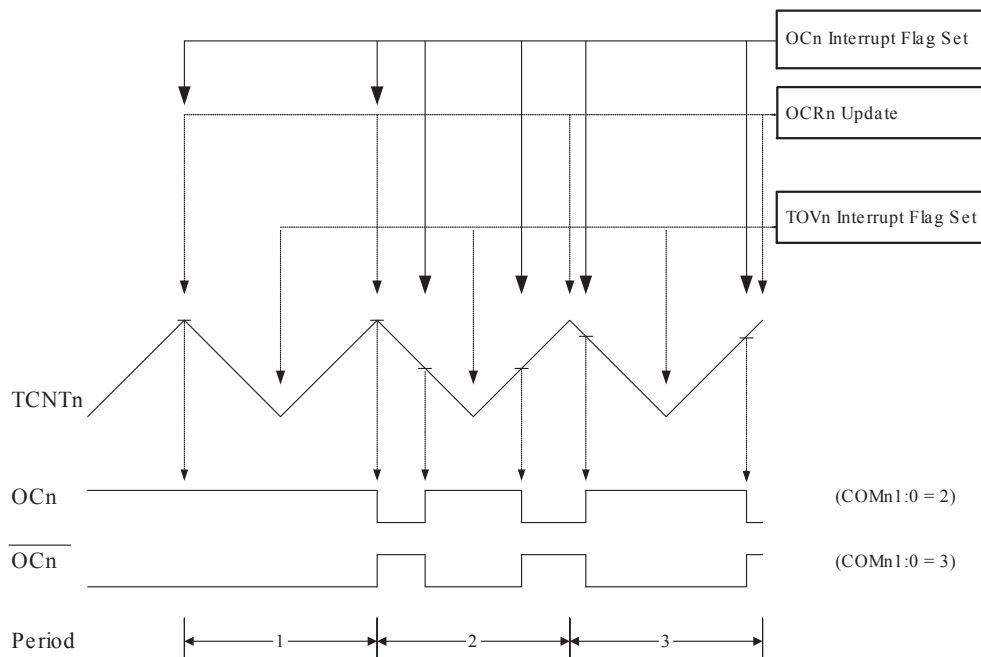 OCn Interrupt Flag Set
OCRn Update
TOVn Interrupt Flag Set
TCNTn
OCn (COMn1:0 = 2)
OCn (COMn1:0 = 3)
Period 1 2 3